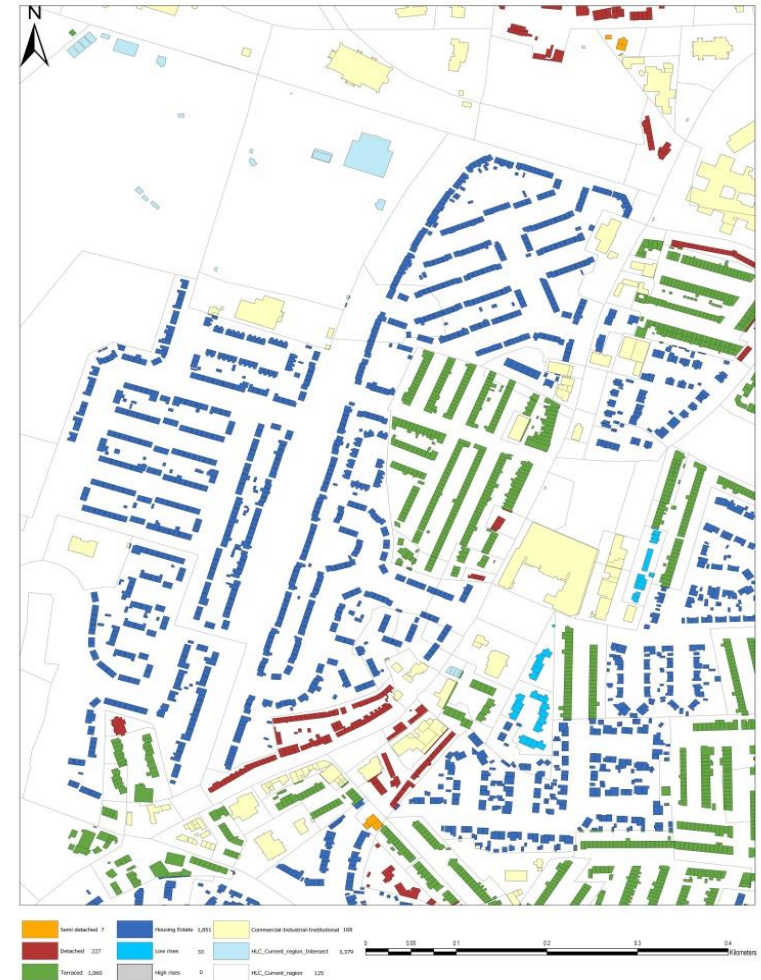 N
Semi detached 7
Housing Estate 1,851
Commercial-Industrial-Institutional 168
Detached 227
Low rises 33
HLC_Current_region_Intersect 3,379
Terraced 1,060
High rises 0
HLC_Current_region 125
0 0.05 0.1 0.2 0.3 0.4
Kilometers